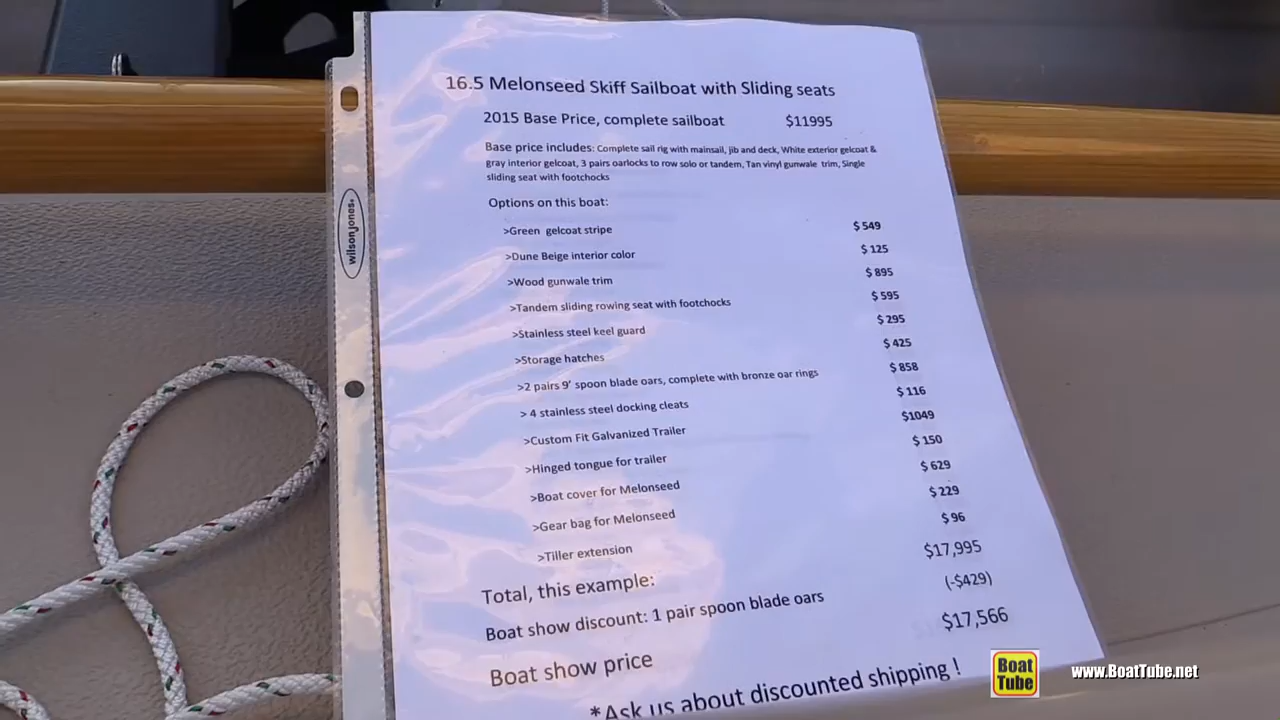 16.5 Melonseed Skiff Sailboat with Sliding seats
2015 Base Price, complete sailboat $11995
Base price includes: Complete sail rig with mainsail, jib and deck, White exterior gelcoat &
gray interior gelcoat, 3 pairs oarlocks to row solo or tandem, Tan vinyl gunwale trim, Single
sliding seat with footchocks
Options on this boat:
>Green gelcoat stripe $ 549
>Dune Beige interior color $ 125
>Wood gunwale trim $ 895
>Tandem sliding rowing seat with footchocks $ 595
>Stainless steel keel guard $ 295
>Storage hatches $ 425
>2 pairs 9' spoon blade oars, complete with bronze oar rings $ 858
> 4 stainless steel docking cleats $ 116
>Custom Fit Galvanized Trailer $1049
>Hinged tongue for trailer $ 150
>Boat cover for Melonseed $ 629
>Gear bag for Melonseed $ 229
>Tiller extension $ 96
Total, this example: $17,995
Boat show discount: 1 pair spoon blade oars (-$429)
Boat show price $17,566
*Ask us about discounted shipping !
wilsonjones
Boat
Tube
www.BoatTube.net